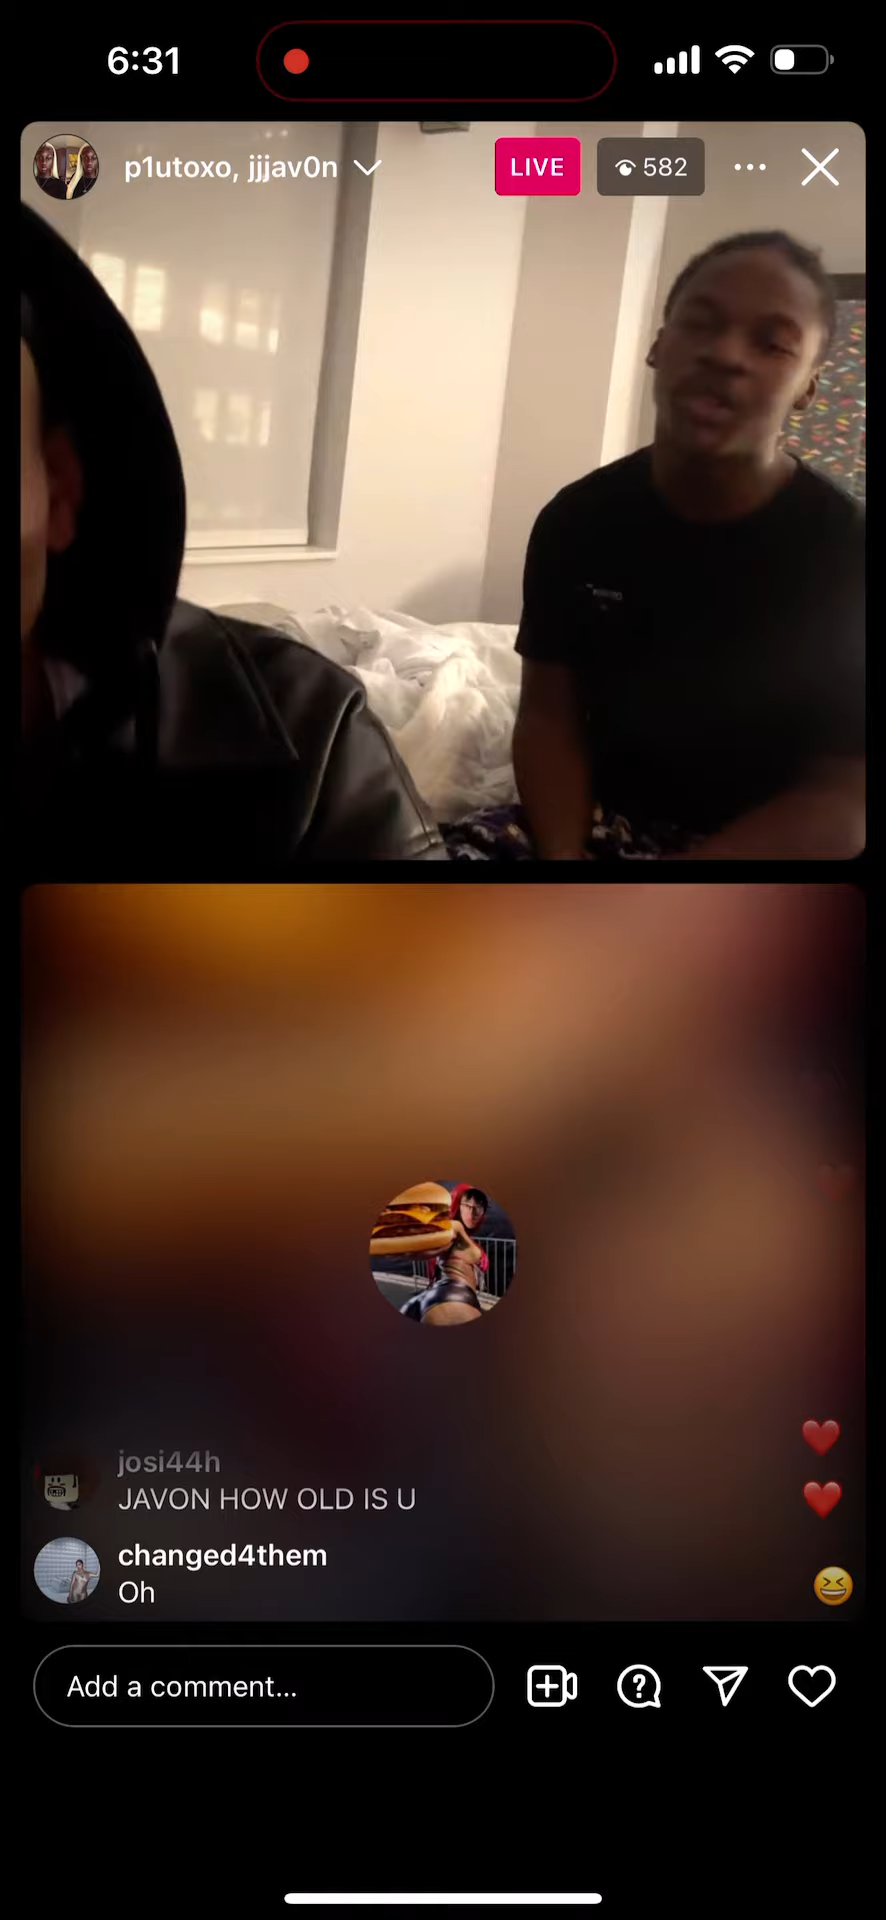 6:31
p1utoxo, jjjav0n
LIVE
582
josi44h
JAVON HOW OLD IS U
changed4them
Oh
Add a comment...